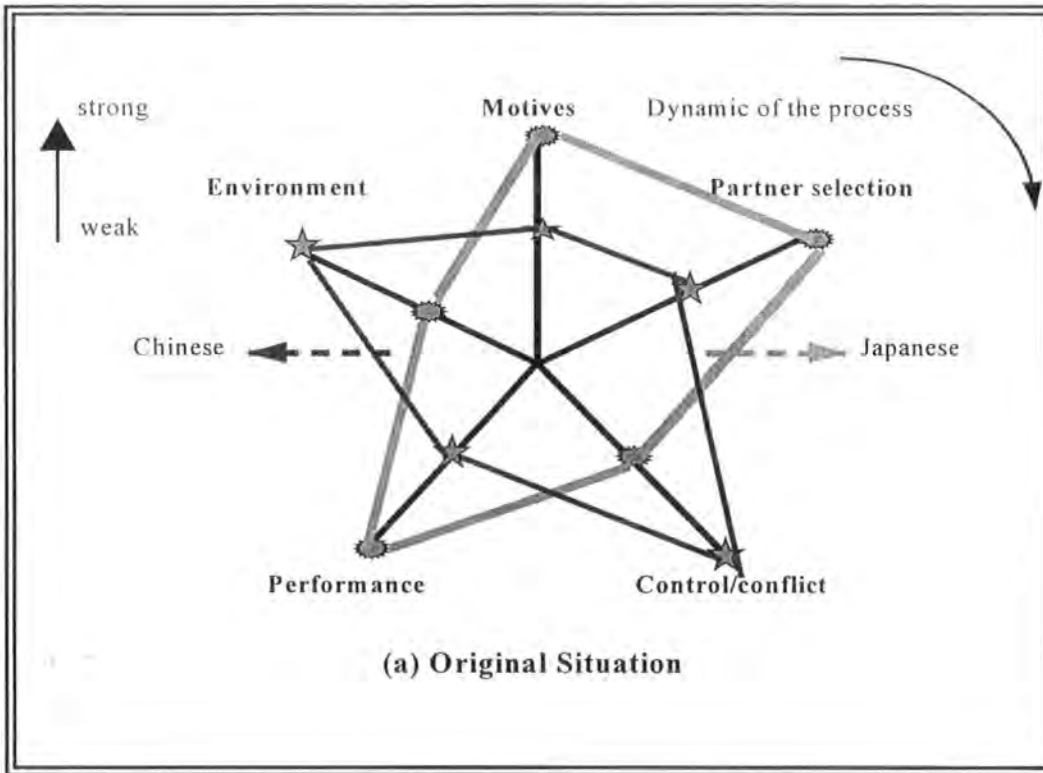 strong
Motives
Dynamic of the process
Environment
Partner selection
weak
Chinese
Japanese
Performance
Control/conflict
(a) Original Situation